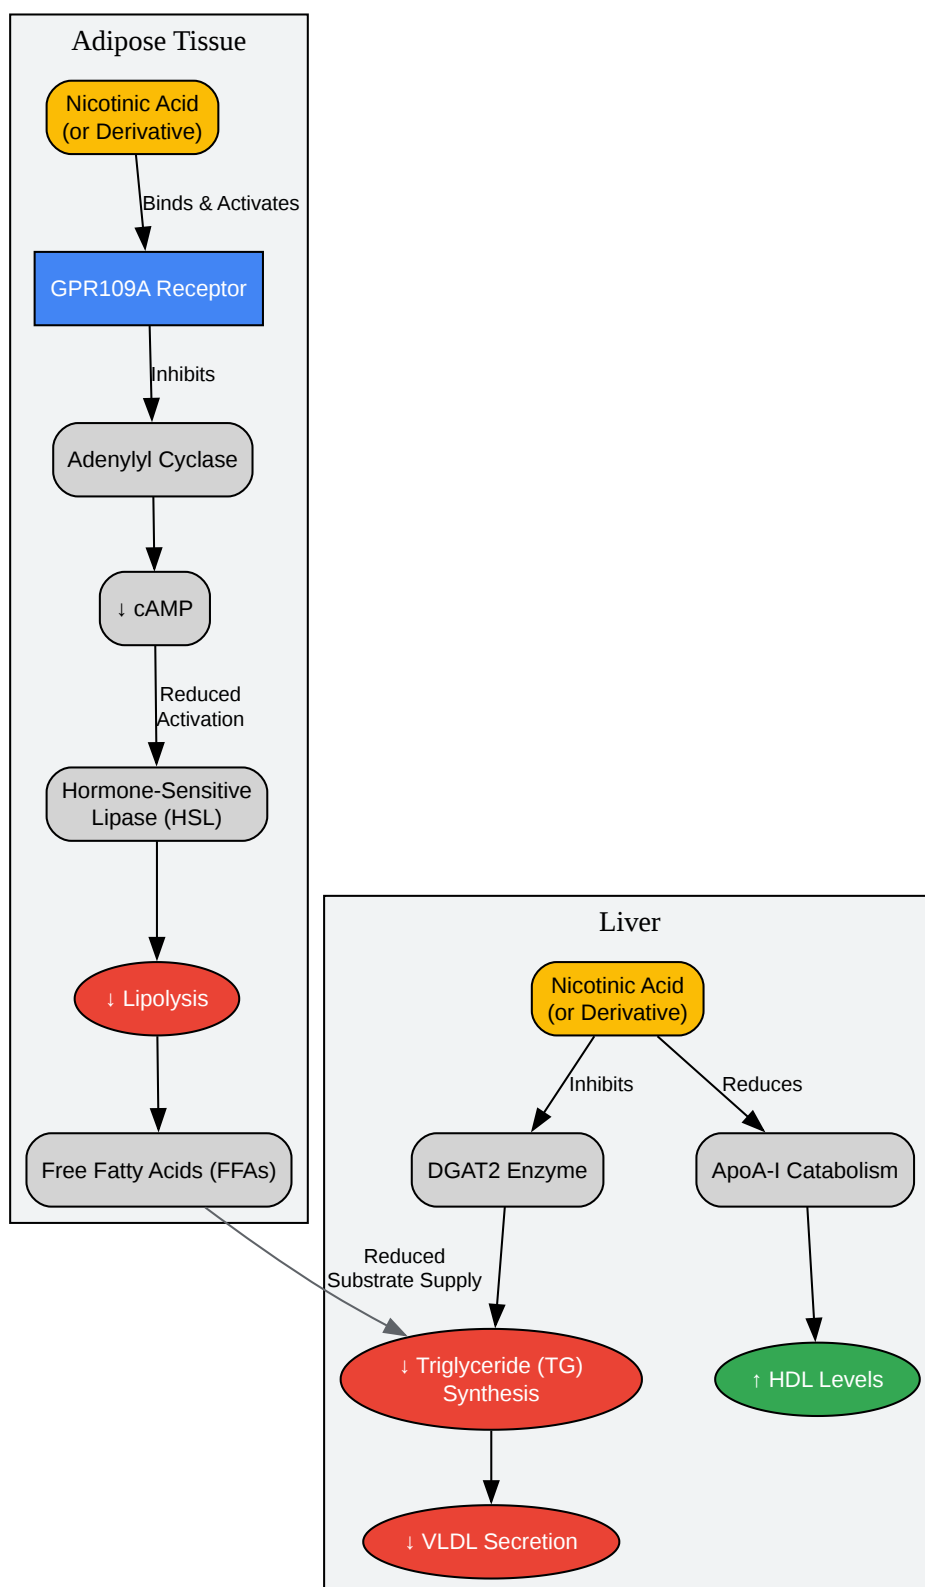 Adipose Tissue
Nicotinic Acid
(or Derivative)
Binds & Activates
GPR109A Receptor
Inhibits
Adenylyl Cyclase
↓ cAMP
Reduced
Activation
Hormone-Sensitive
Lipase (HSL)
↓ Lipolysis
Free Fatty Acids (FFAs)
Reduced
Substrate Supply
Liver
Nicotinic Acid
(or Derivative)
Inhibits
Reduces
DGAT2 Enzyme
ApoA-I Catabolism
↓ Triglyceride (TG)
Synthesis
↑ HDL Levels
↓ VLDL Secretion